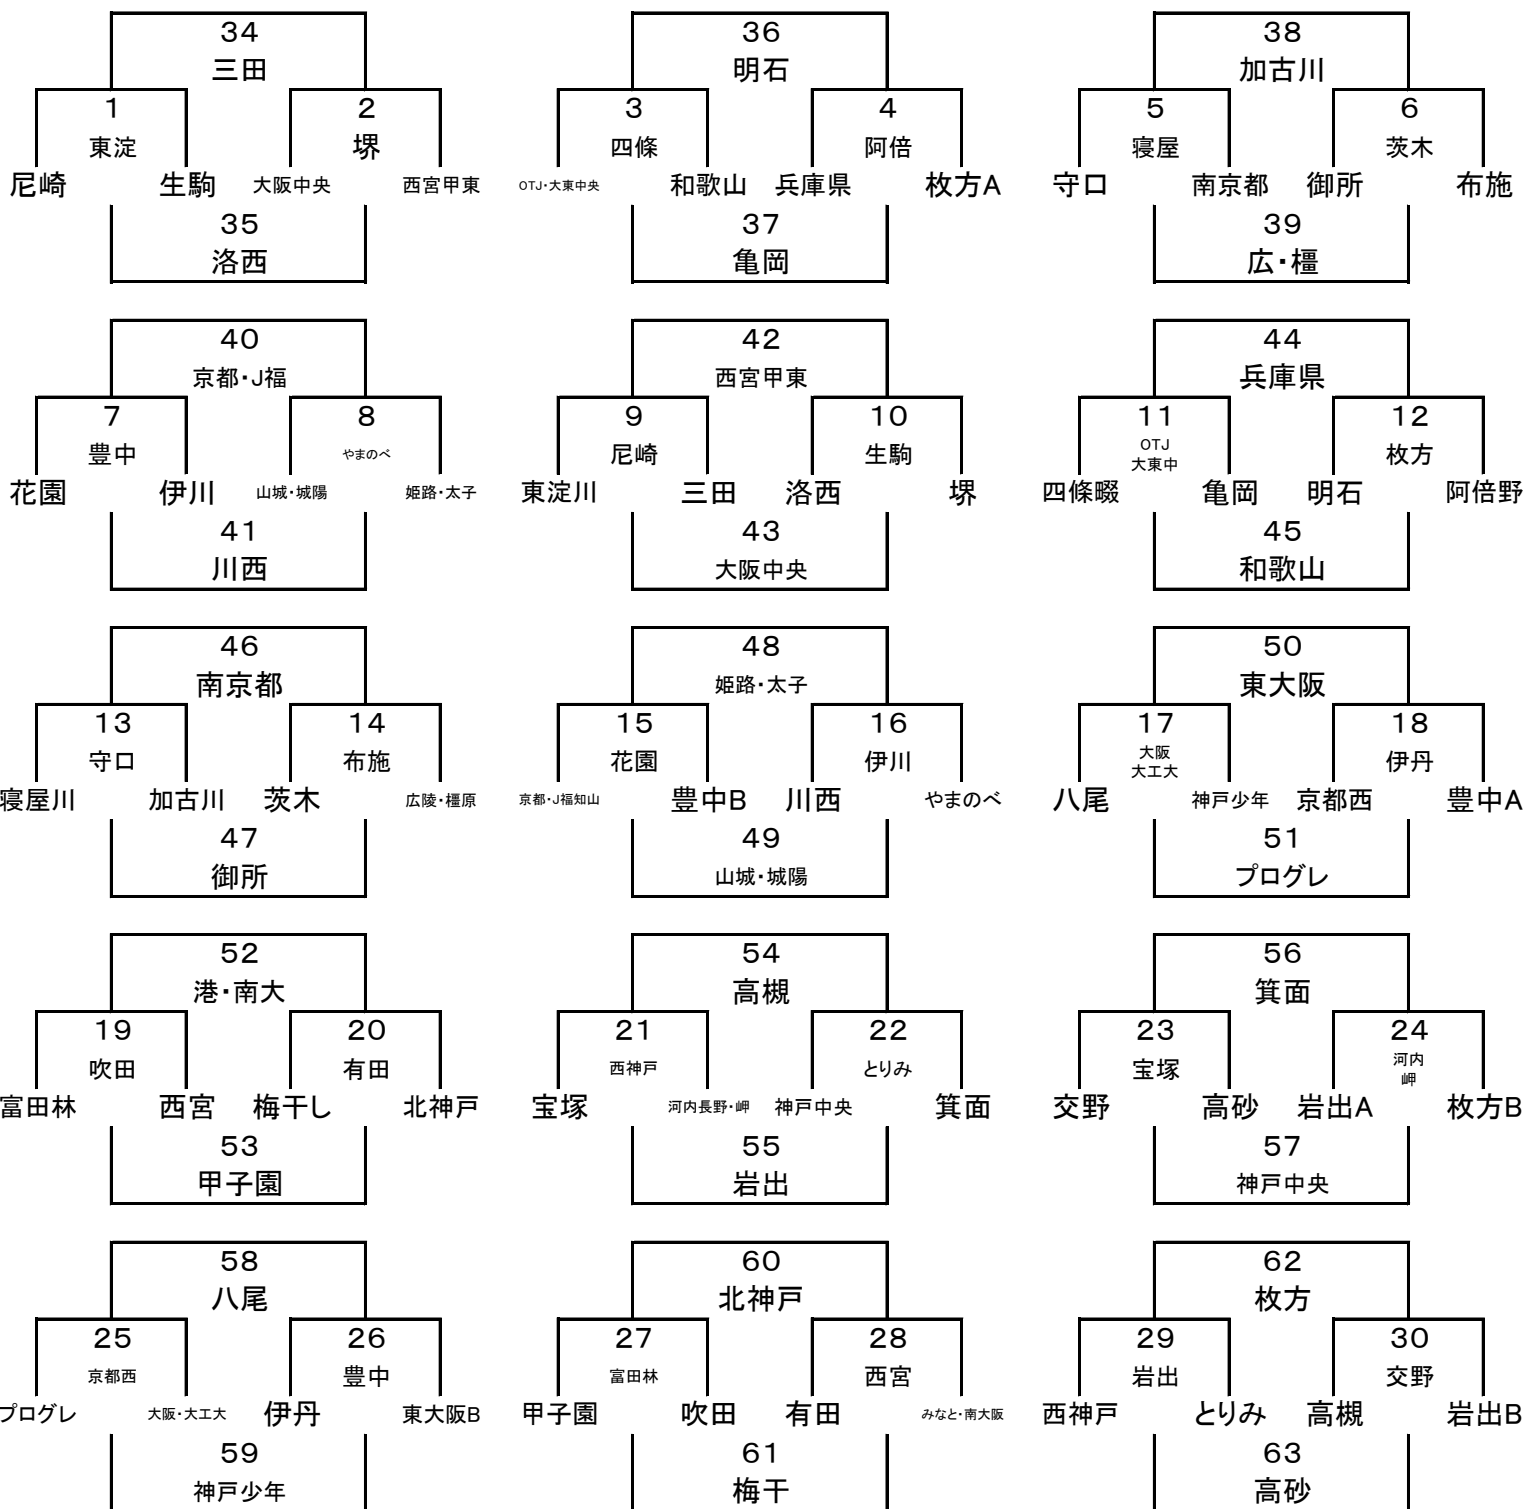 34 36 38
三田 明石 加古川
1 2 3 4 5 6
東淀 堺 四條 阿倍 寝屋 茨木
尼崎 生駒 大阪中央 西宮甲東 OTJ・大東中央 和歌山 兵庫県 枚方A 守口 南京都 御所 布施
35 37 39
洛西 亀岡 広・橿
40 42 44
京都・J福 西宮甲東 兵庫県
7 8 9 10 11 12
豊中 やまのべ 尼崎 生駒 OTJ 枚方
大東中
花園 伊川 山城・城陽 姫路・太子 東淀川 三田 洛西 堺 四條畷 亀岡 明石 阿倍野
41 43 45
川西 大阪中央 和歌山
46 48 50
南京都 姫路・太子 東大阪
13 14 15 16 17 18
守口 布施 花園 伊川 大阪 伊丹
大工大
寝屋川 加古川 茨木 広陵・橿原 京都・J福知山 豊中B 川西 やまのべ 八尾 神戸少年 京都西 豊中A
47 49 51
御所 山城・城陽 プログレ
52 54 56
港・南大 高槻 箕面
19 20 21 22 23 24
吹田 有田 西神戸 とりみ 宝塚 河内
岬
富田林 西宮 梅干し 北神戸 宝塚 河内長野・岬 神戸中央 箕面 交野 高砂 岩出A 枚方B
53 55 57
甲子園 岩出 神戸中央
58 60 62
八尾 北神戸 枚方
25 26 27 28 29 30
京都西 豊中 富田林 西宮 岩出 交野
プログレ 大阪・大工大 伊丹 東大阪B 甲子園 吹田 有田 みなと・南大阪 西神戸 とりみ 高槻 岩出B
59 61 63
神戸少年 梅干 高砂